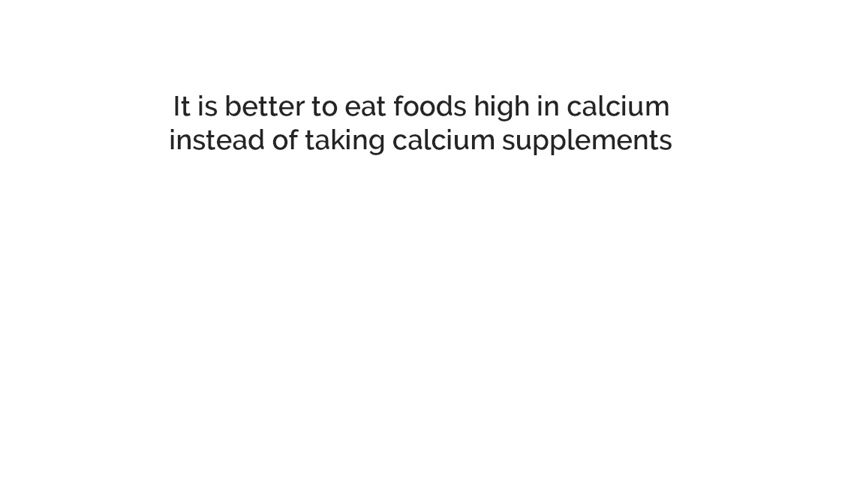 It is better to eat foods high in calcium
instead of taking calcium supplements